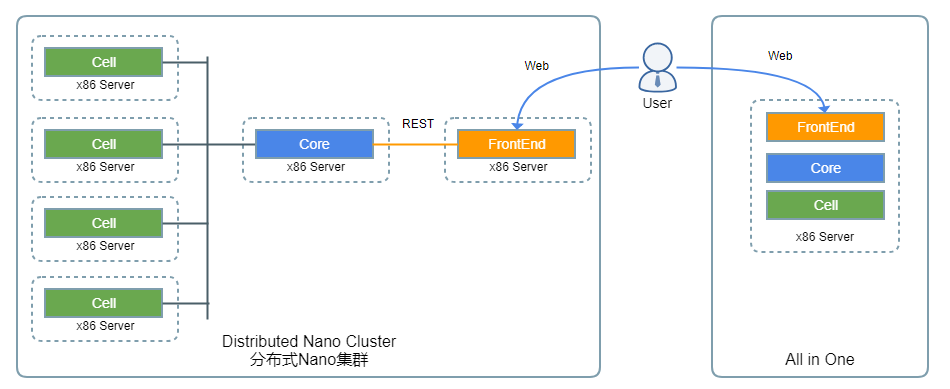 Cell
x86 Server
Cell
x86 Server
Cell
x86 Server
Cell
x86 Server
Core
x86 Server
REST
FrontEnd
x86 Server
Distributed Nano Cluster
分布式Nano集群
Web
User
Web
FrontEnd
Core
Cell
x86 Server
All in One